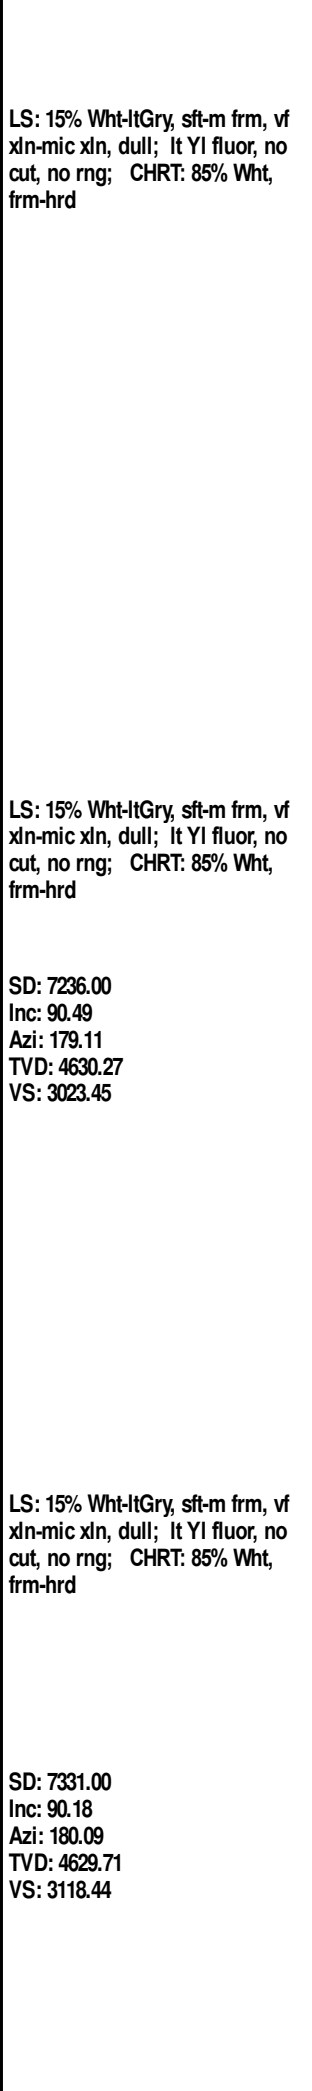 LS: 15% Wht-ltGry, sft-m frm, vf
xln-mic xln, dull;  lt Yl fluor, no
cut, no rng;   CHRT: 85% Wht,
frm-hrd
LS: 15% Wht-ltGry, sft-m frm, vf
xln-mic xln, dull;  lt Yl fluor, no
cut, no rng;   CHRT: 85% Wht,
frm-hrd
SD: 7236.00
Inc: 90.49
Azi: 179.11
TVD: 4630.27
VS: 3023.45
LS: 15% Wht-ltGry, sft-m frm, vf
xln-mic xln, dull;  lt Yl fluor, no
cut, no rng;   CHRT: 85% Wht,
frm-hrd
SD: 7331.00
Inc: 90.18
Azi: 180.09
TVD: 4629.71
VS: 3118.44